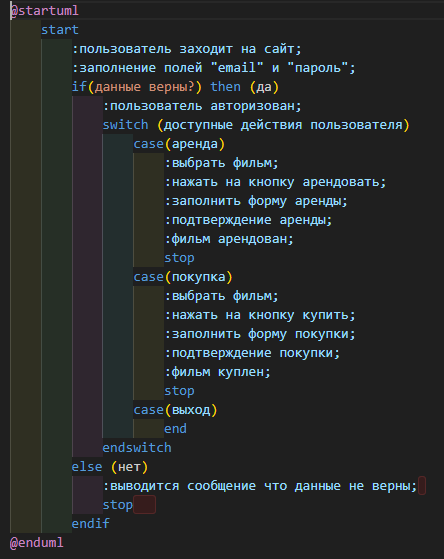 @startuml
start
:пользователь заходит на сайт;
:заполнение полей "email" и "пароль";
if(данные верны?) then (да)
:пользователь авторизован;
switch (доступные действия пользователя)
case(аренда)
:выбрать фильм;
:нажать на кнопку арендовать;
:заполнить форму аренды;
:подтверждение аренды;
:фильм арендован;
stop
case(покупка)
:выбрать фильм;
:нажать на кнопку купить;
:заполнить форму покупки;
:подтверждение покупки;
:фильм куплен;
stop
case(выход)
end
endswitch
else (нет)
:выводится сообщение что данные не верны;
stop
endif
@enduml